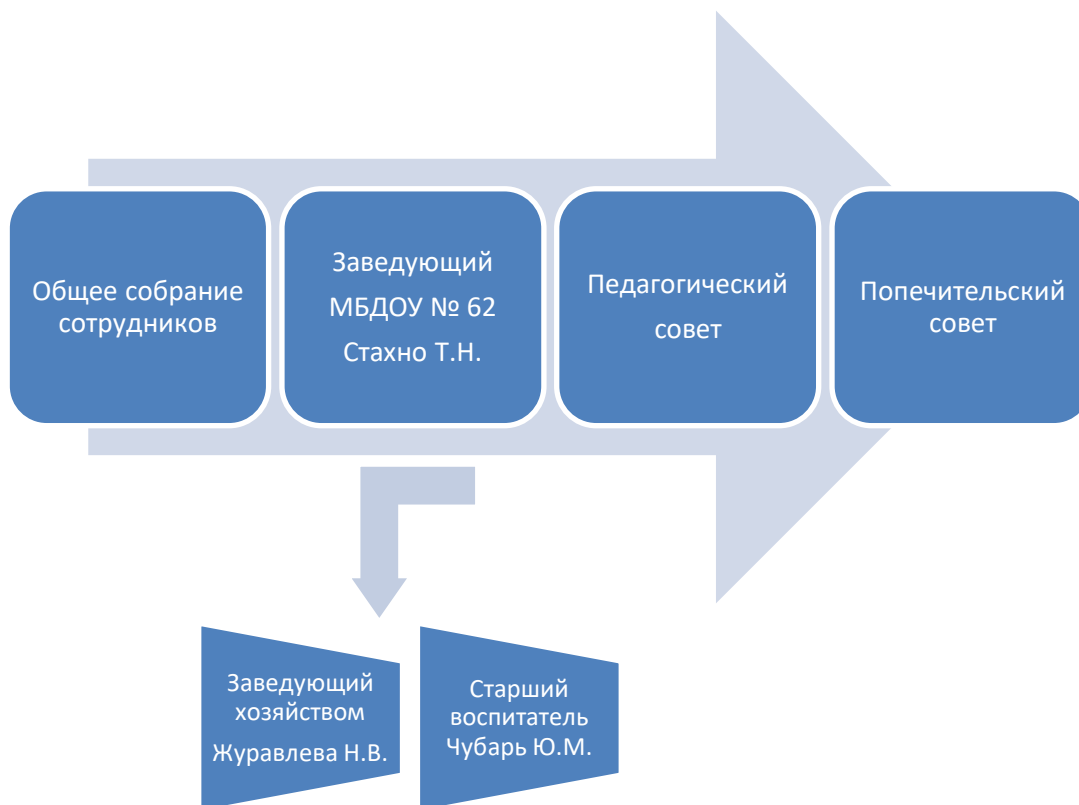 Общее собрание
сотрудников
Заведующий
МБДОУ № 62
Стахно Т.Н.
Педагогический
совет
Попечительский
совет
Заведующий
хозяйством
Журавлева Н.В.
Старший
воспитатель
Чубарь Ю.М.